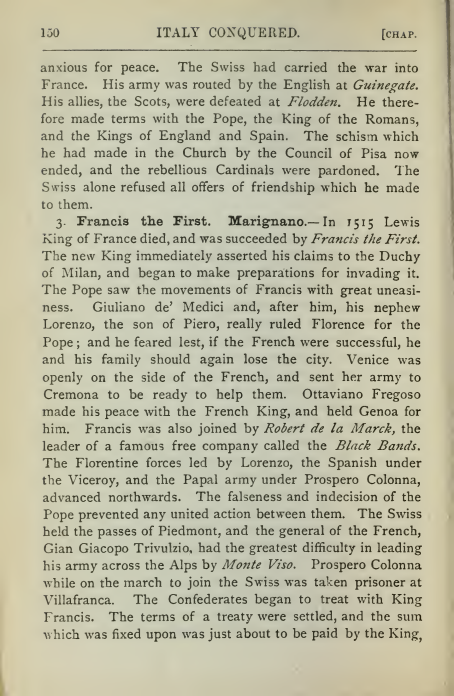 150 ITALY CONQUERED. [CHAP.
anxious for peace. The Swiss had carried the war into
France. His army was routed by the English at Guinegate.
His allies, the Scots, were defeated at Flodden. He there-
fore made terms with the Pope, the King of the Romans,
and the Kings of England and Spain. The schism which
he had made in the Church by the Council of Pisa now
ended, and the rebellious Cardinals were pardoned. The
Swiss alone refused all offers of friendship which he made
to them.
3. Francis the First. Marignano.—In 1515 Lewis
King of France died, and was succeeded by Francis the First.
The new King immediately asserted his claims to the Duchy
of Milan, and began to make preparations for invading it.
The Pope saw the movements of Francis with great uneasi-
ness. Giuliano de' Medici and, after him, his nephew
Lorenzo, the son of Piero, really ruled Florence for the
Pope; and he feared lest, if the French were successful, he
and his family should again lose the city. Venice was
openly on the side of the French, and sent her army to
Cremona to be ready to help them. Ottaviano Fregoso
made his peace with the French King, and held Genoa for
him. Francis was also joined by Robert de la Marck, the
leader of a famous free company called the Black Bands.
The Florentine forces led by Lorenzo, the Spanish under
the Viceroy, and the Papal army under Prospero Colonna,
advanced northwards. The falseness and indecision of the
Pope prevented any united action between them. The Swiss
held the passes of Piedmont, and the general of the French,
Gian Giacopo Trivulzio, had the greatest difficulty in leading
his army across the Alps by Monte Viso. Prospero Colonna
while on the march to join the Swiss was taken prisoner at
Villafranca. The Confederates began to treat with King
Francis. The terms of a treaty were settled, and the sum
which was fixed upon was just about to be paid by the King,